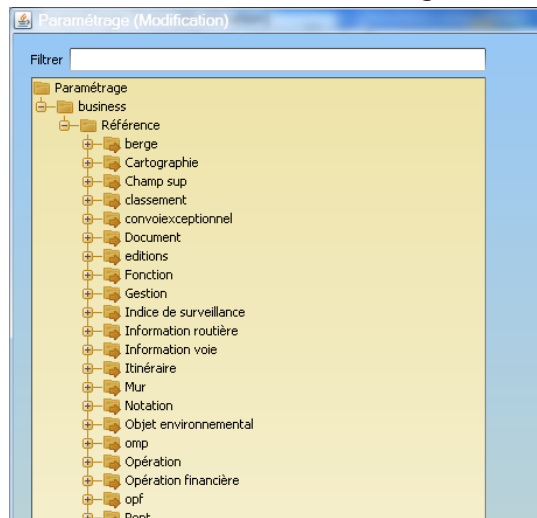 Paramétrage (Modification)
Filtrer
Paramétrage
business
Référence
berge
Cartographie
Champ sup
classement
convoiexceptionnel
Document
editions
Fonction
Gestion
Indice de surveillance
Information routière
Information voie
Itinéraire
Mur
Notation
Objet environnemental
omp
Opération
Opération financière
opf
Pont